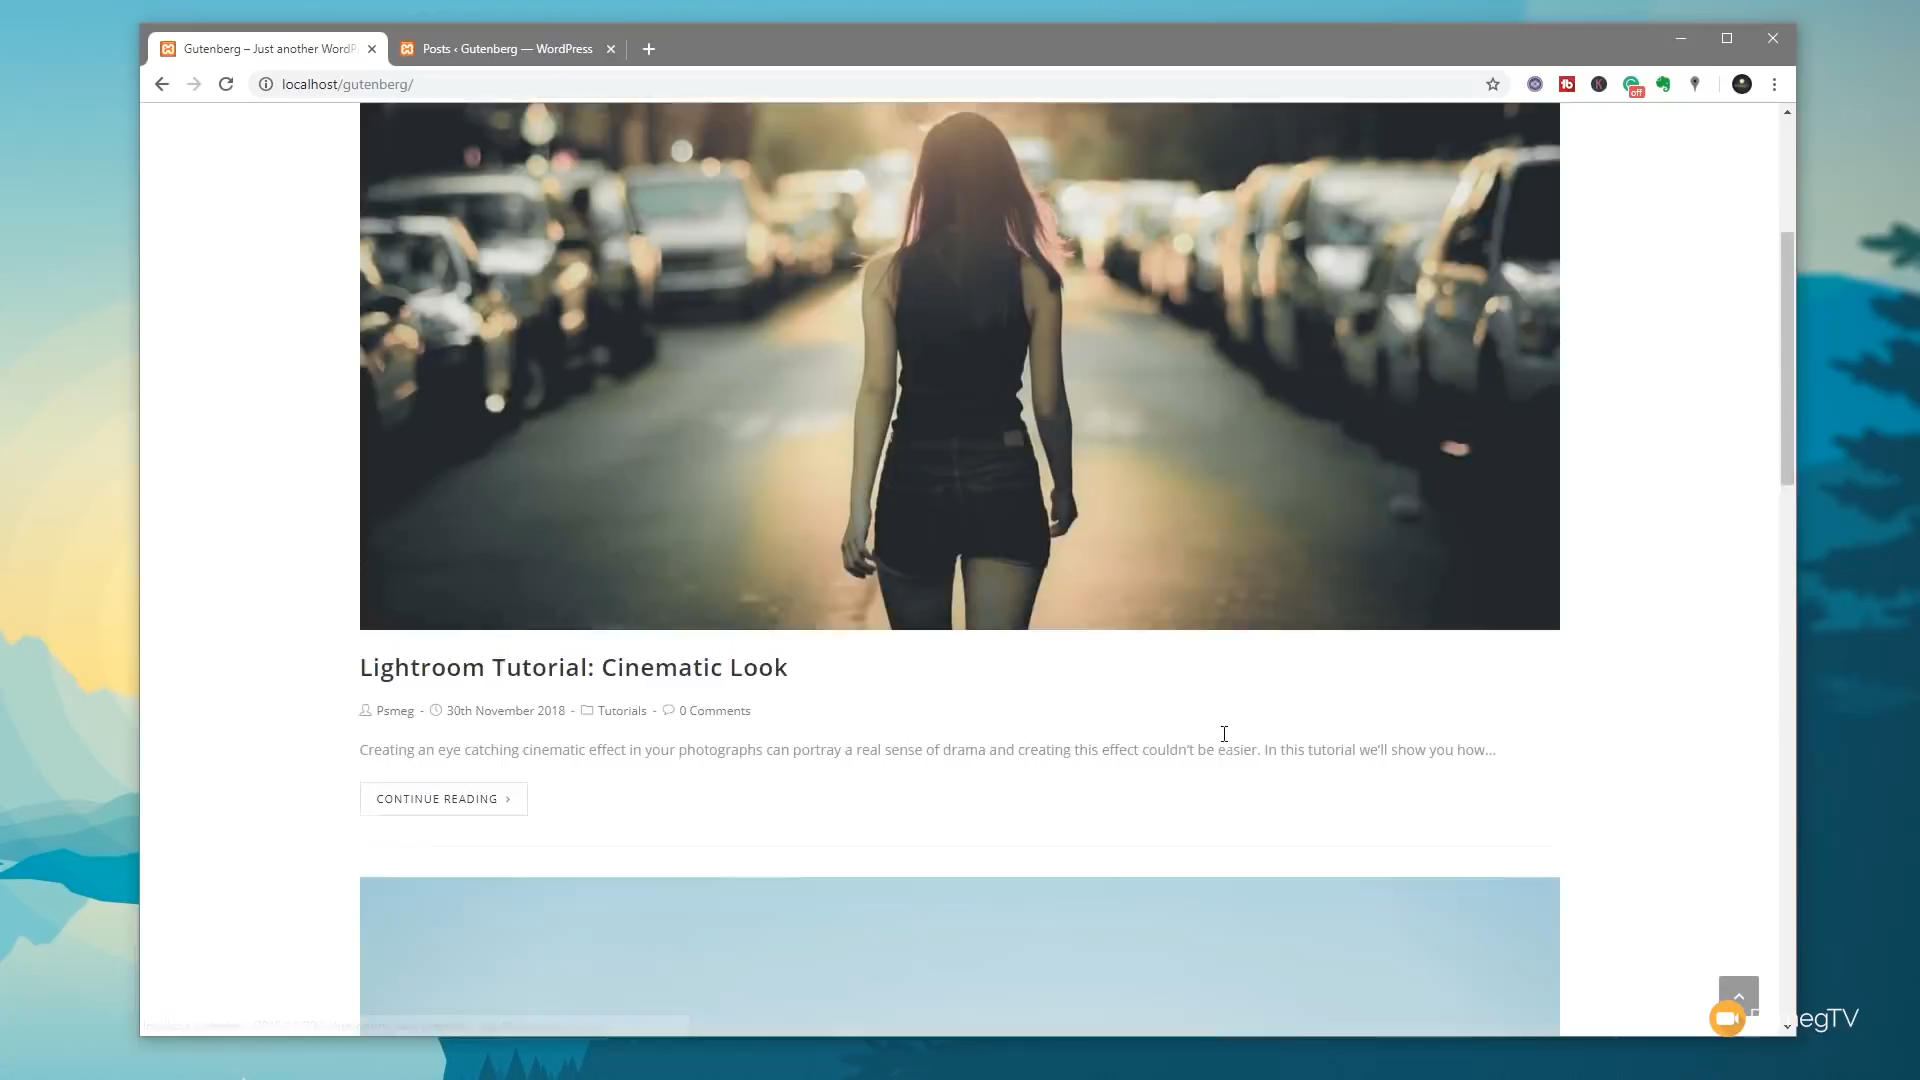 Gutenberg – Just another WordP
Posts ‹ Gutenberg — WordPress
localhost/gutenberg/
off
Lightroom Tutorial: Cinematic Look
Psmeg - 30th November 2018 - Tutorials - 0 Comments
Creating an eye catching cinematic effect in your photographs can portray a real sense of drama and creating this effect couldn't be easier. In this tutorial we'll show you how...
CONTINUE READING ›
megTV